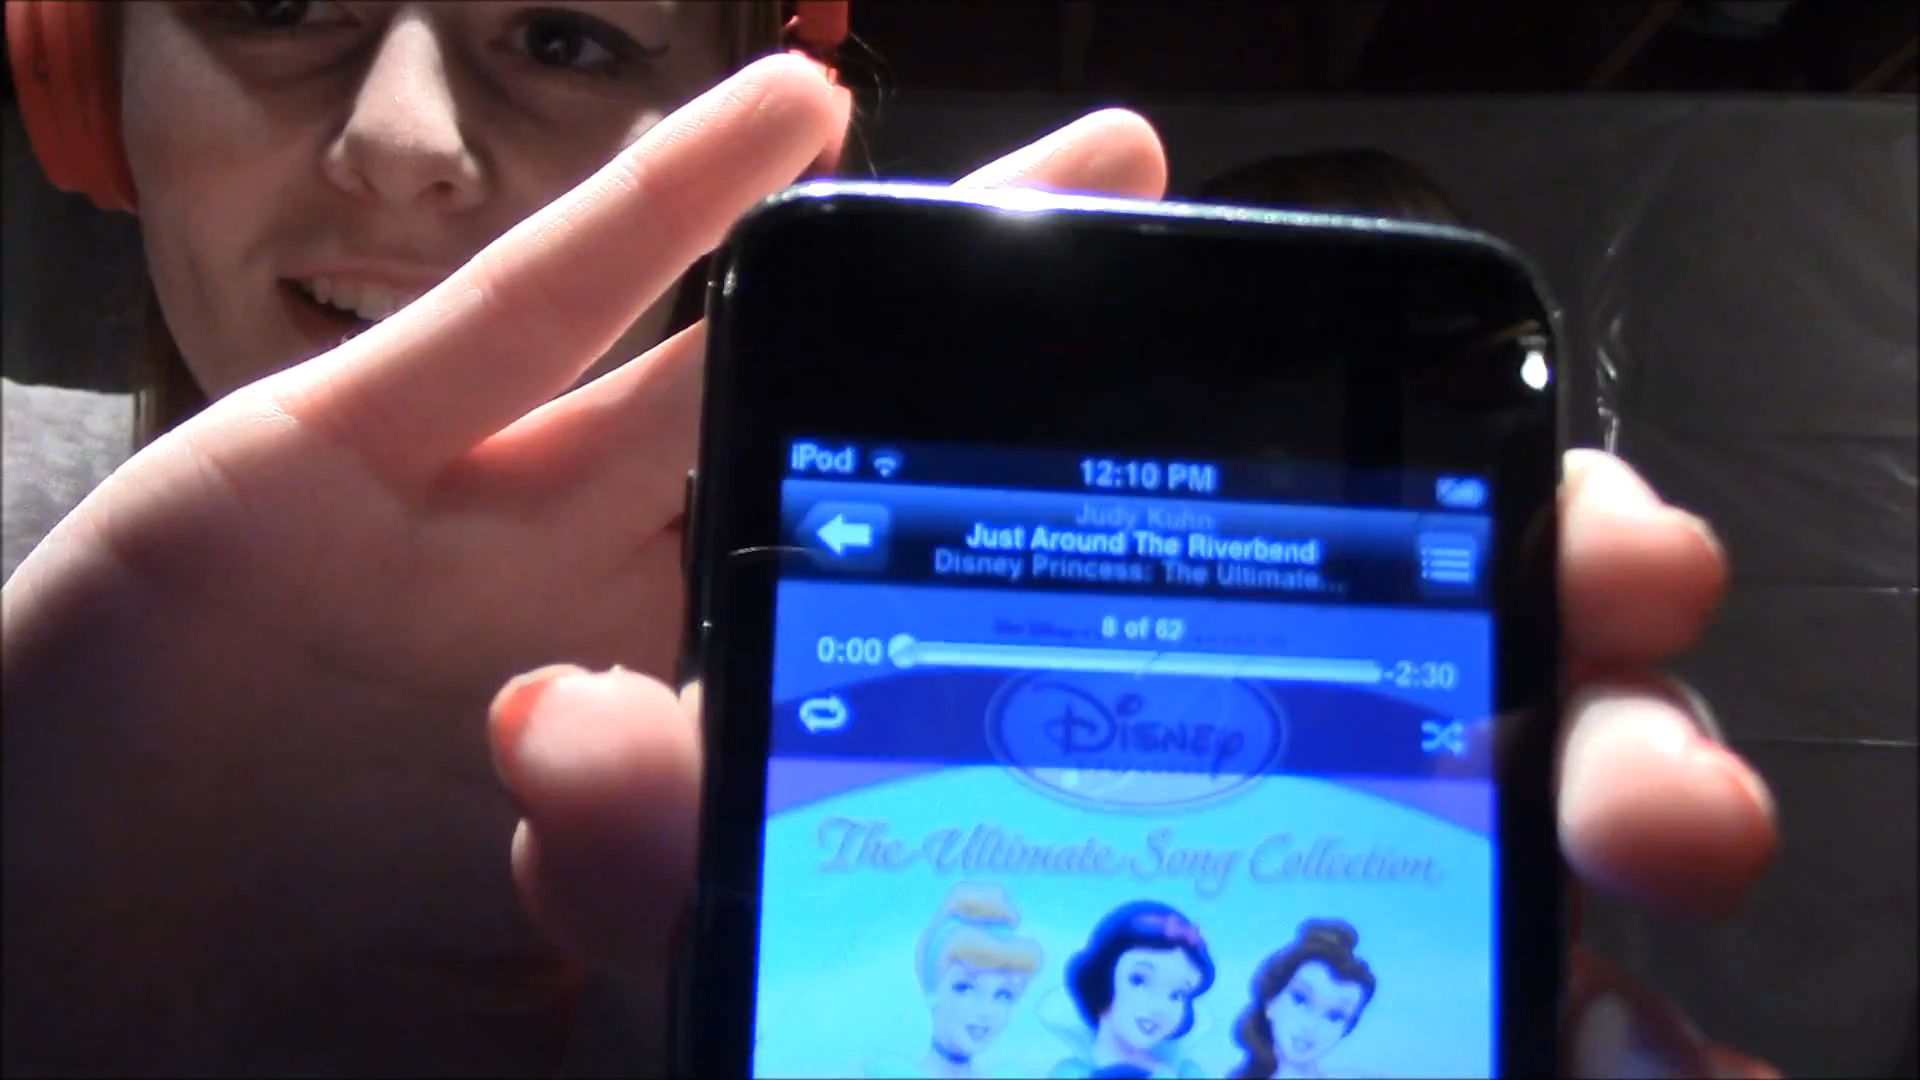 iPod
12:10 PM
Judy Kuhn
Just Around The Riverbend
Disney Princess: The Ultimate...
8 of 62
0:00
-2:30
Disney
The Ultimate Song Collection